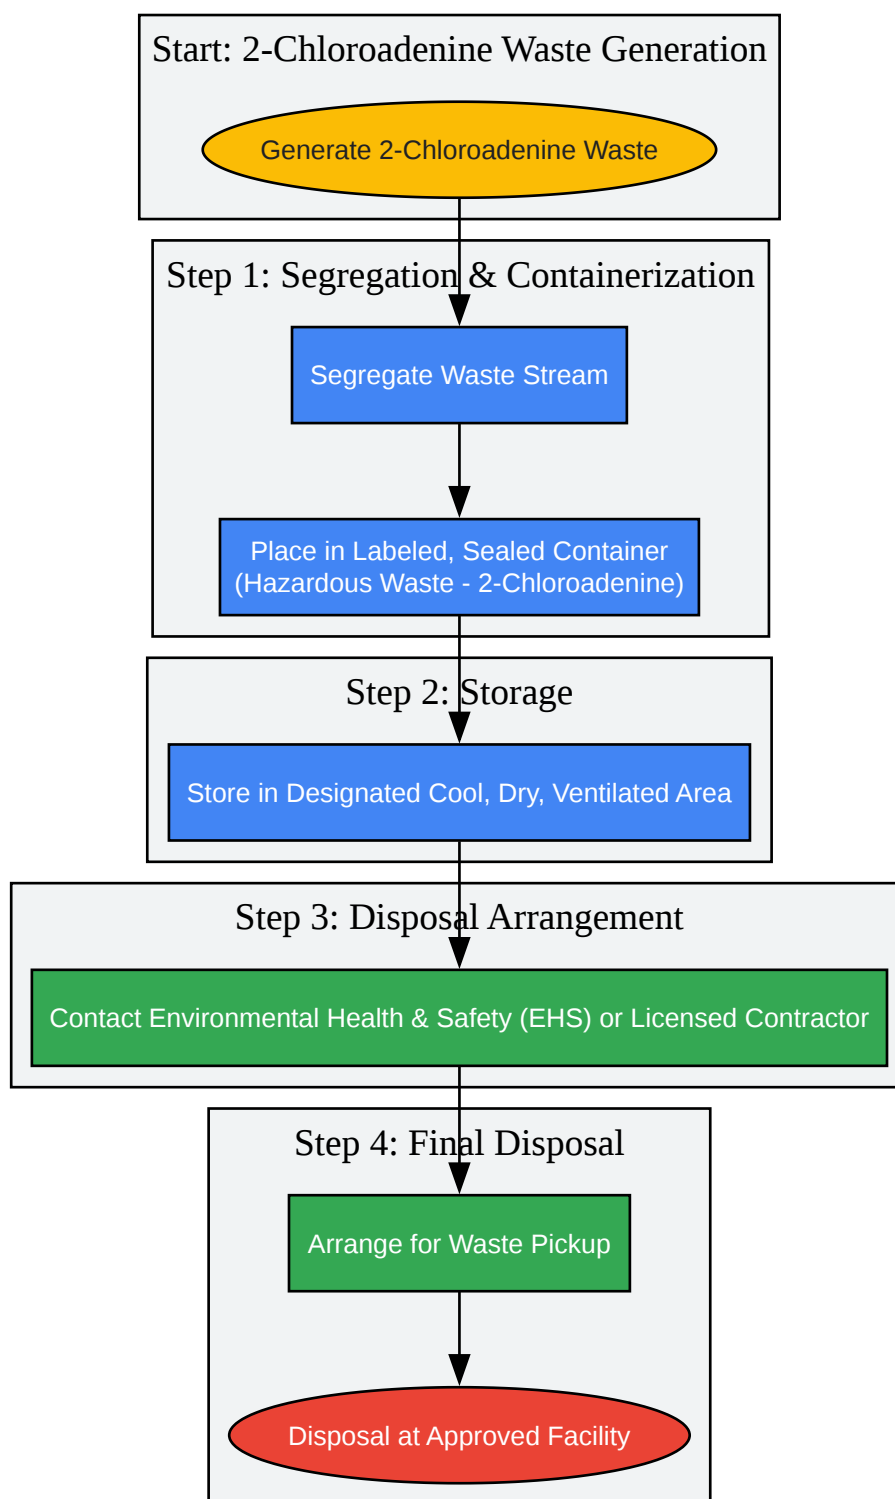 Start: 2-Chloroadenine Waste Generation
Generate 2-Chloroadenine Waste
Step 1: Segregation & Containerization
Segregate Waste Stream
Place in Labeled, Sealed Container
(Hazardous Waste - 2-Chloroadenine)
Step 2: Storage
Store in Designated Cool, Dry, Ventilated Area
Step 3: Disposal Arrangement
Contact Environmental Health & Safety (EHS) or Licensed Contractor
Step 4: Final Disposal
Arrange for Waste Pickup
Disposal at Approved Facility